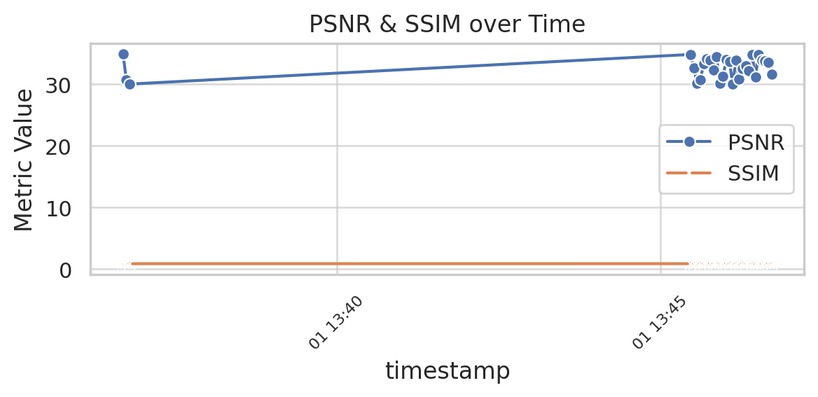 PSNR & SSIM over Time
Metric Value
30
20
10
0
PSNR
SSIM
01 13:40
01 13:45
timestamp